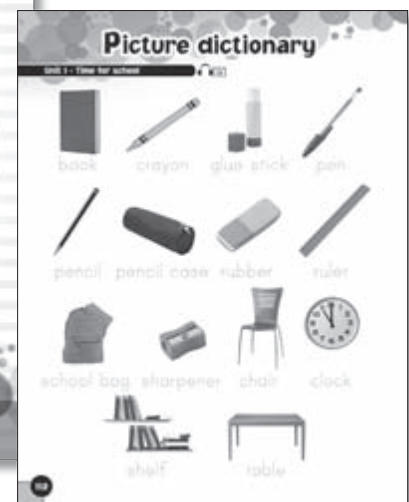 Picture dictionary
Unit 1 - Time for school
book crayon glue stick pen
pencil pencil case rubber ruler
school bag sharpener chair clock
shelf table